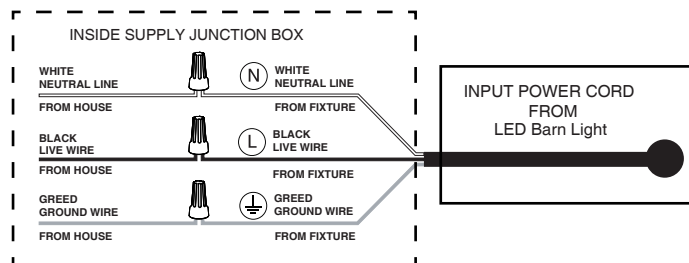 INSIDE SUPPLY JUNCTION BOX
WHITE
NEUTRAL LINE
FROM HOUSE
N
WHITE
NEUTRAL LINE
FROM FIXTURE
BLACK
LIVE WIRE
FROM HOUSE
L
BLACK
LIVE WIRE
FROM FIXTURE
GREED
GROUND WIRE
FROM HOUSE
GREED
GROUND WIRE
FROM FIXTURE
INPUT POWER CORD
FROM
LED Barn Light